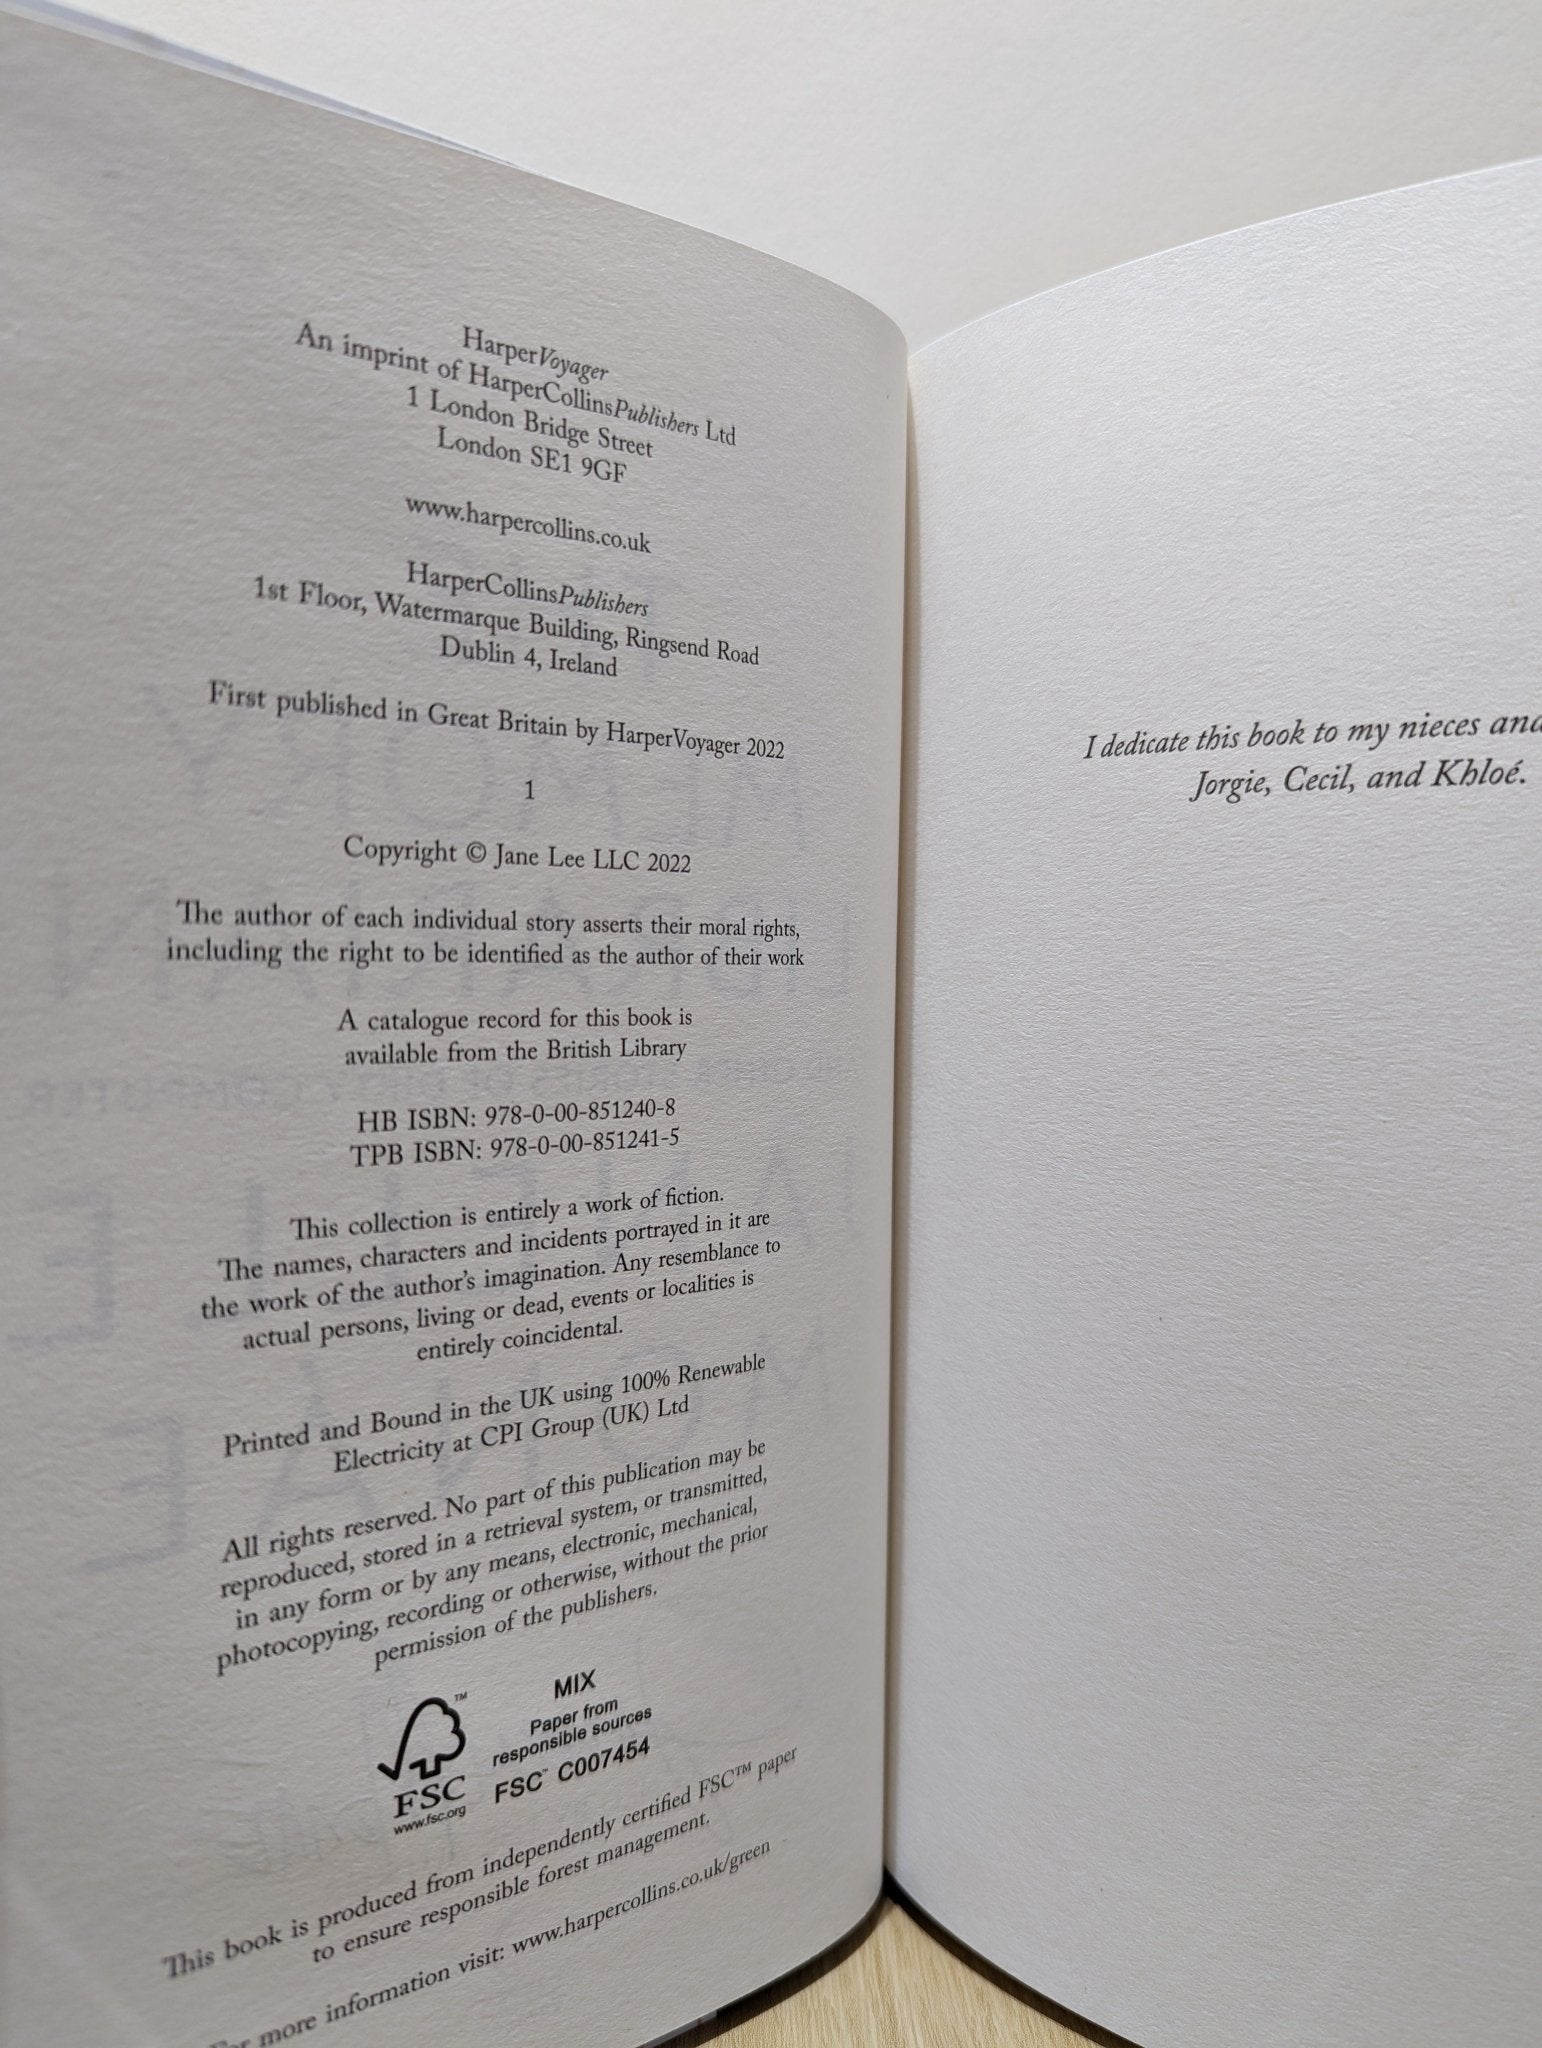 HarperVoyager
An imprint of HarperCollinsPublishers Ltd
1 London Bridge Street
London SE1 9GF
www.harpercollins.co.uk
HarperCollinsPublishers
1st Floor, Watermarque Building, Ringsend Road
Dublin 4, Ireland
First published in Great Britain by HarperVoyager 2022
1
Copyright © Jane Lee LLC 2022
The author of each individual story asserts their moral rights,
including the right to be identified as the author of their work
A catalogue record for this book is
available from the British Library
HB ISBN: 978-0-00-851240-8
TPB ISBN: 978-0-00-851241-5
This collection is entirely a work of fiction.
The names, characters and incidents portrayed in it are
the work of the author's imagination. Any resemblance to
actual persons, living or dead, events or localities is
entirely coincidental.
Printed and Bound in the UK using 100% Renewable
Electricity at CPI Group (UK) Ltd
All rights reserved. No part of this publication may be
reproduced, stored in a retrieval system, or transmitted,
in any form or by any means, electronic, mechanical,
photocopying, recording or otherwise, without the prior
permission of the publishers.
TM
FSC
www.fsc.org
MIX
Paper from
responsible sources
FSC™ C007454
This book is produced from independently certified FSC™ paper
to ensure responsible forest management.
For more information visit: www.harpercollins.co.uk/green
I dedicate this book to my nieces and
Jorgie, Cecil, and Khloé.